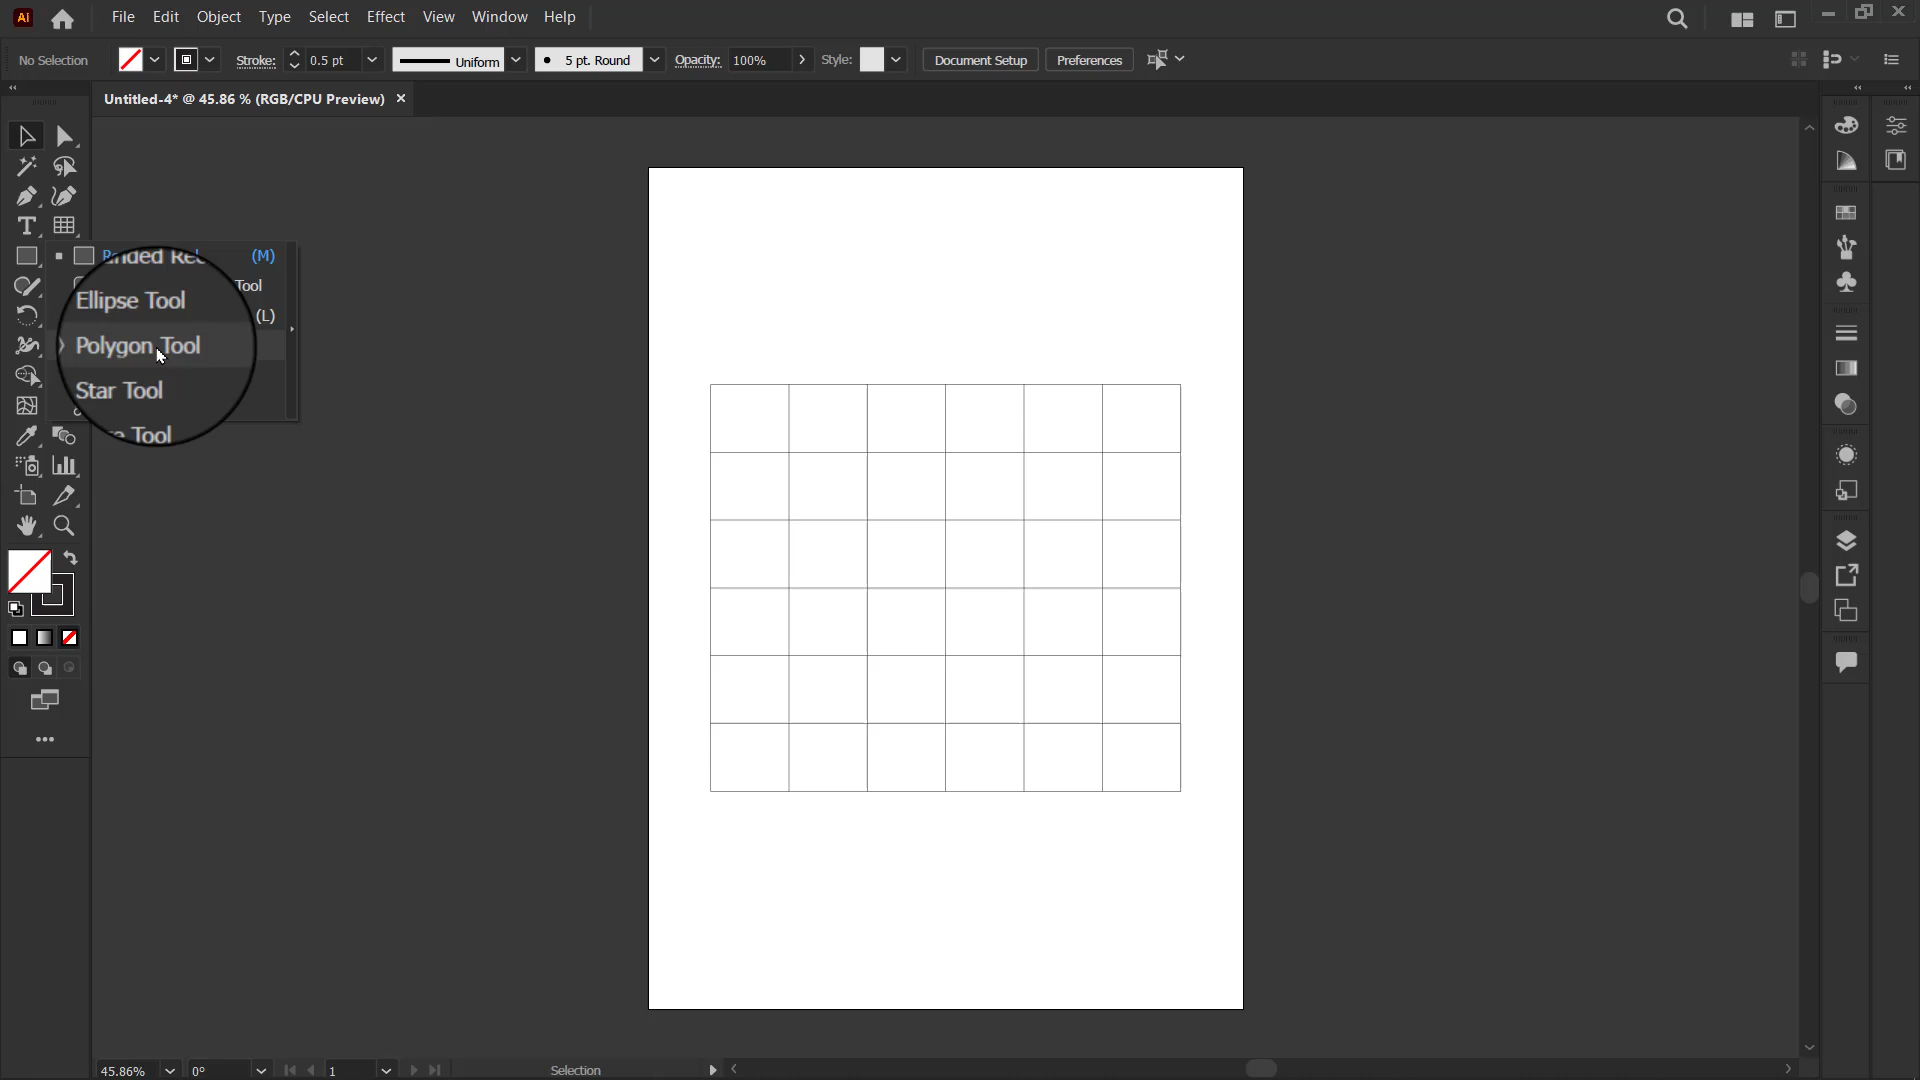 Ai
File Edit Object Type Select Effect View Window Help
No Selection
Stroke: 0.5 pt Uniform 5 pt. Round Opacity: 100% Style: Document Setup Preferences
Untitled-4* @ 45.86 % (RGB/CPU Preview)
(M)
Tool
Ellipse Tool (L)
Polygon Tool
Star Tool
Tool
45.86% 0° 1 Selection